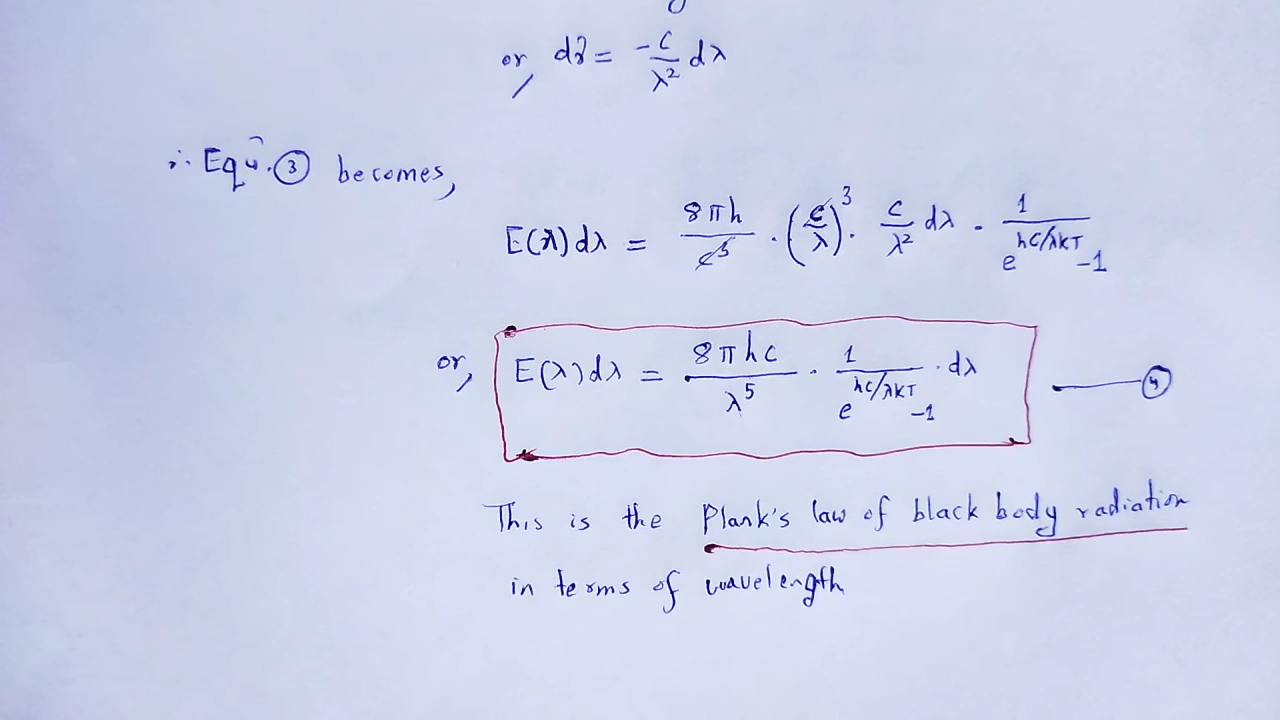 or, dν = -c/λ² dλ
∴ Equⁿ. ③ becomes,
E(λ) dλ = 8πh/c³ · (c/λ)³ · c/λ² dλ · 1/(e^(hc/λKT) -1)
or, E(λ) dλ = 8πhc/λ⁵ · 1/(e^(hc/λKT) -1) · dλ — ④
This is the Plank's law of black body radiation
in terms of wavelength